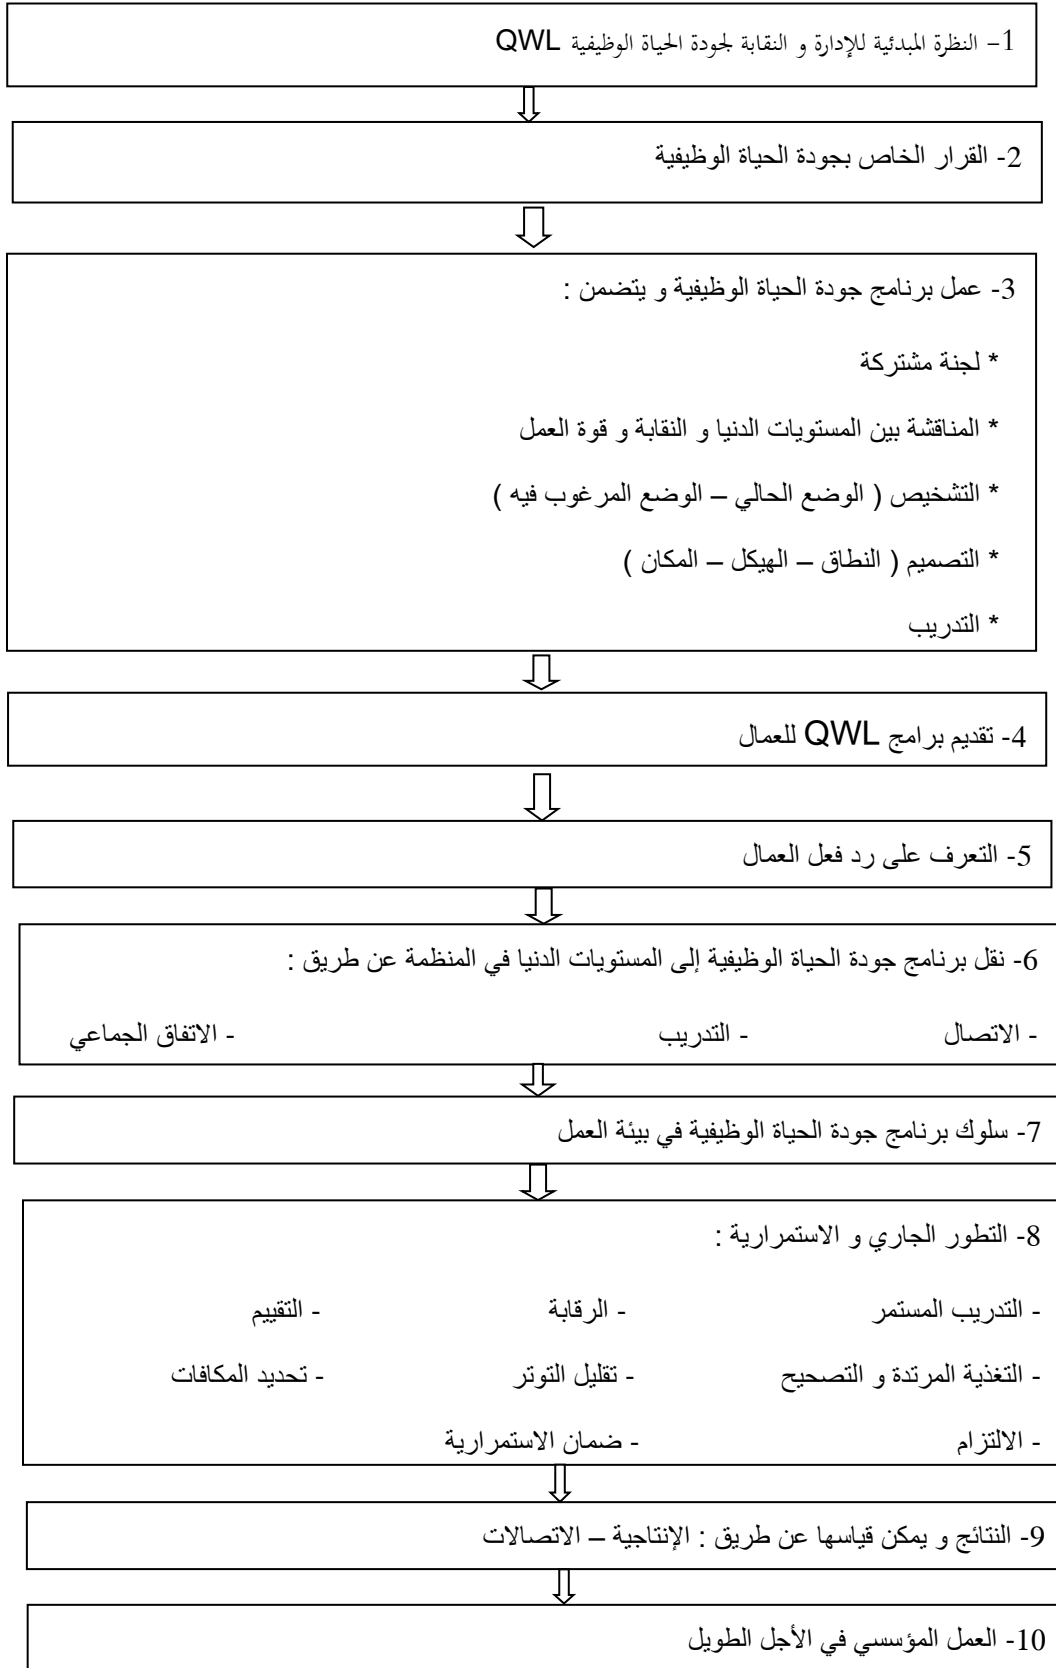 1- النظرة المبدئية للإدارة و النقابة لجودة الحياة الوظيفية QWL
2- القرار الخاص بجودة الحياة الوظيفية
3- عمل برنامج جودة الحياة الوظيفية و يتضمن :
* لجنة مشتركة
* المناقشة بين المستويات الدنيا و النقابة و قوة العمل
* التشخيص ( الوضع الحالي – الوضع المرغوب فيه )
* التصميم ( النطاق – الهيكل – المكان )
* التدريب
4- تقديم برامج QWL للعمال
5- التعرف على رد فعل العمال
6- نقل برنامج جودة الحياة الوظيفية إلى المستويات الدنيا في المنظمة عن طريق :
- الاتصال - التدريب - الاتفاق الجماعي
7- سلوك برنامج جودة الحياة الوظيفية في بيئة العمل
8- التطور الجاري و الاستمرارية :
- التدريب المستمر - الرقابة - التقييم
- التغذية المرتدة و التصحيح - تقليل التوتر - تحديد المكافات
- الالتزام - ضمان الاستمرارية
9- النتائج و يمكن قياسها عن طريق : الإنتاجية – الاتصالات
10- العمل المؤسسي في الأجل الطويل